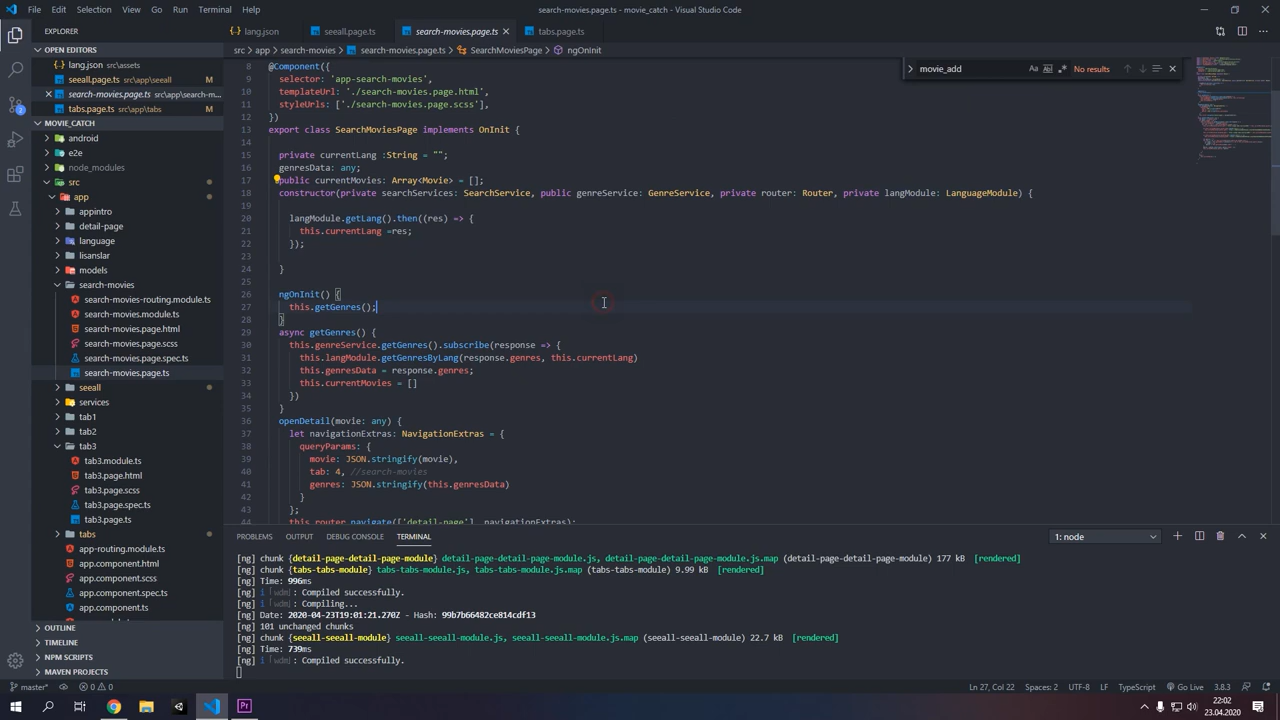 File Edit Selection View Go Run Terminal Help
search-movies.page.ts - movie_catch - Visual Studio Code
EXPLORER
OPEN EDITORS
lang.json src\assets
seeall.page.ts src\app\seeall M
search-movies.page.ts src\app\search-m...
tabs.page.ts src\app\tabs M
MOVIE_CATCH
android
e2e
node_modules
src
app
appintro
detail-page
language
lisanslar
models
search-movies
search-movies-routing.module.ts
search-movies.module.ts
search-movies.page.html
search-movies.page.scss
search-movies.page.spec.ts
search-movies.page.ts
seeall
services
tab1
tab2
tab3
tab3.module.ts
tab3.page.html
tab3.page.scss
tab3.page.spec.ts
tab3.page.ts
tabs
app-routing.module.ts
app.component.html
app.component.scss
app.component.spec.ts
app.component.ts
OUTLINE
TIMELINE
NPM SCRIPTS
MAVEN PROJECTS
lang.json seeall.page.ts search-movies.page.ts tabs.page.ts
src > app > search-movies > search-movies.page.ts > SearchMoviesPage > ngOnInit
movie_add Aa Abl .* No results
8 @Component({
9 selector: 'app-search-movies',
10 templateUrl: './search-movies.page.html',
11 styleUrls: ['./search-movies.page.scss'],
12 })
13 export class SearchMoviesPage implements OnInit {
14
15 private currentLang :String = "";
16 genresData: any;
17 public currentMovies: Array<Movie> = [];
18 constructor(private searchServices: SearchService, public genreService: GenreService, private router: Router, private langModule: LanguageModule) {
19
20 langModule.getLang().then((res) => {
21 this.currentLang =res;
22 });
23
24 }
25
26 ngOnInit() {
27 this.getGenres();
28 }
29 async getGenres() {
30 this.genreService.getGenres().subscribe(response => {
31 this.langModule.getGenresByLang(response.genres, this.currentLang)
32 this.genresData = response.genres;
33 this.currentMovies = []
34 })
35 }
36 openDetail(movie: any) {
37 let navigationExtras: NavigationExtras = {
38 queryParams: {
39 movie: JSON.stringify(movie),
40 tab: 4, //search-movies
41 genres: JSON.stringify(this.genresData)
42 }
43 };
44 this.router.navigate(['detail-page'], navigationExtras);
PROBLEMS OUTPUT DEBUG CONSOLE TERMINAL
1: node
[ng] chunk {detail-page-detail-page-module} detail-page-detail-page-module.js, detail-page-detail-page-module.js.map (detail-page-detail-page-module) 177 kB [rendered]
[ng] chunk {tabs-tabs-module} tabs-tabs-module.js, tabs-tabs-module.js.map (tabs-tabs-module) 9.99 kB [rendered]
[ng] Time: 996ms
[ng] i ｢wdm｣: Compiled successfully.
[ng] i ｢wdm｣: Compiling...
[ng] Date: 2020-04-23T19:01:21.270Z - Hash: 99b7b66482ce814cdf13
[ng] 101 unchanged chunks
[ng] chunk {seeall-seeall-module} seeall-seeall-module.js, seeall-seeall-module.js.map (seeall-seeall-module) 22.7 kB [rendered]
[ng] Time: 739ms
[ng] i ｢wdm｣: Compiled successfully.
[ng]
2
master* 0 0
Ln 27, Col 22 Spaces: 2 UTF-8 LF TypeScript Go Live 3.8.3
22:02
23.04.2020